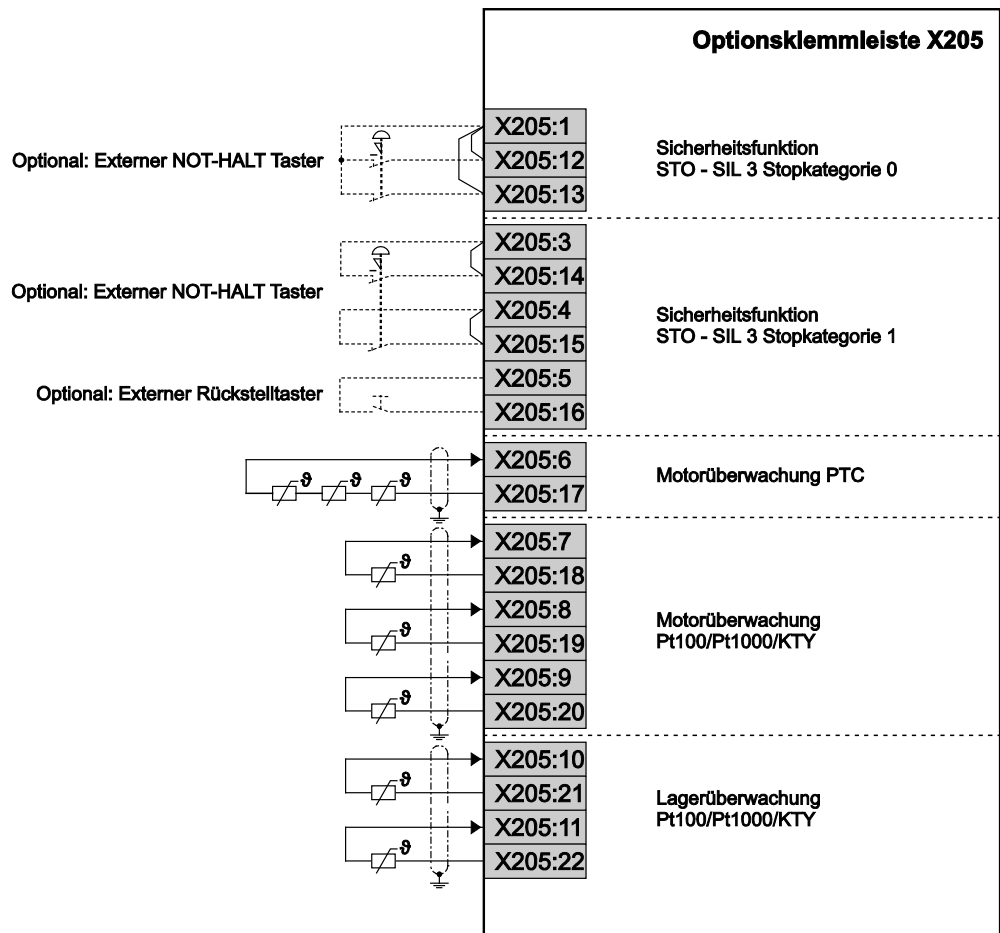 Optionsklemmleiste X205
Optional: Externer NOT-HALT Taster
X205:1
X205:12
X205:13
Sicherheitsfunktion
STO - SIL 3 Stopkategorie 0
Optional: Externer NOT-HALT Taster
X205:3
X205:14
X205:4
X205:15
Optional: Externer Rückstelltaster
X205:5
X205:16
Sicherheitsfunktion
STO - SIL 3 Stopkategorie 1
X205:6
X205:17
ϑ ϑ ϑ
Motorüberwachung PTC
X205:7
ϑ
X205:18
X205:8
ϑ
X205:19
X205:9
ϑ
X205:20
Motorüberwachung
Pt100/Pt1000/KTY
X205:10
ϑ
X205:21
X205:11
ϑ
X205:22
Lagerüberwachung
Pt100/Pt1000/KTY